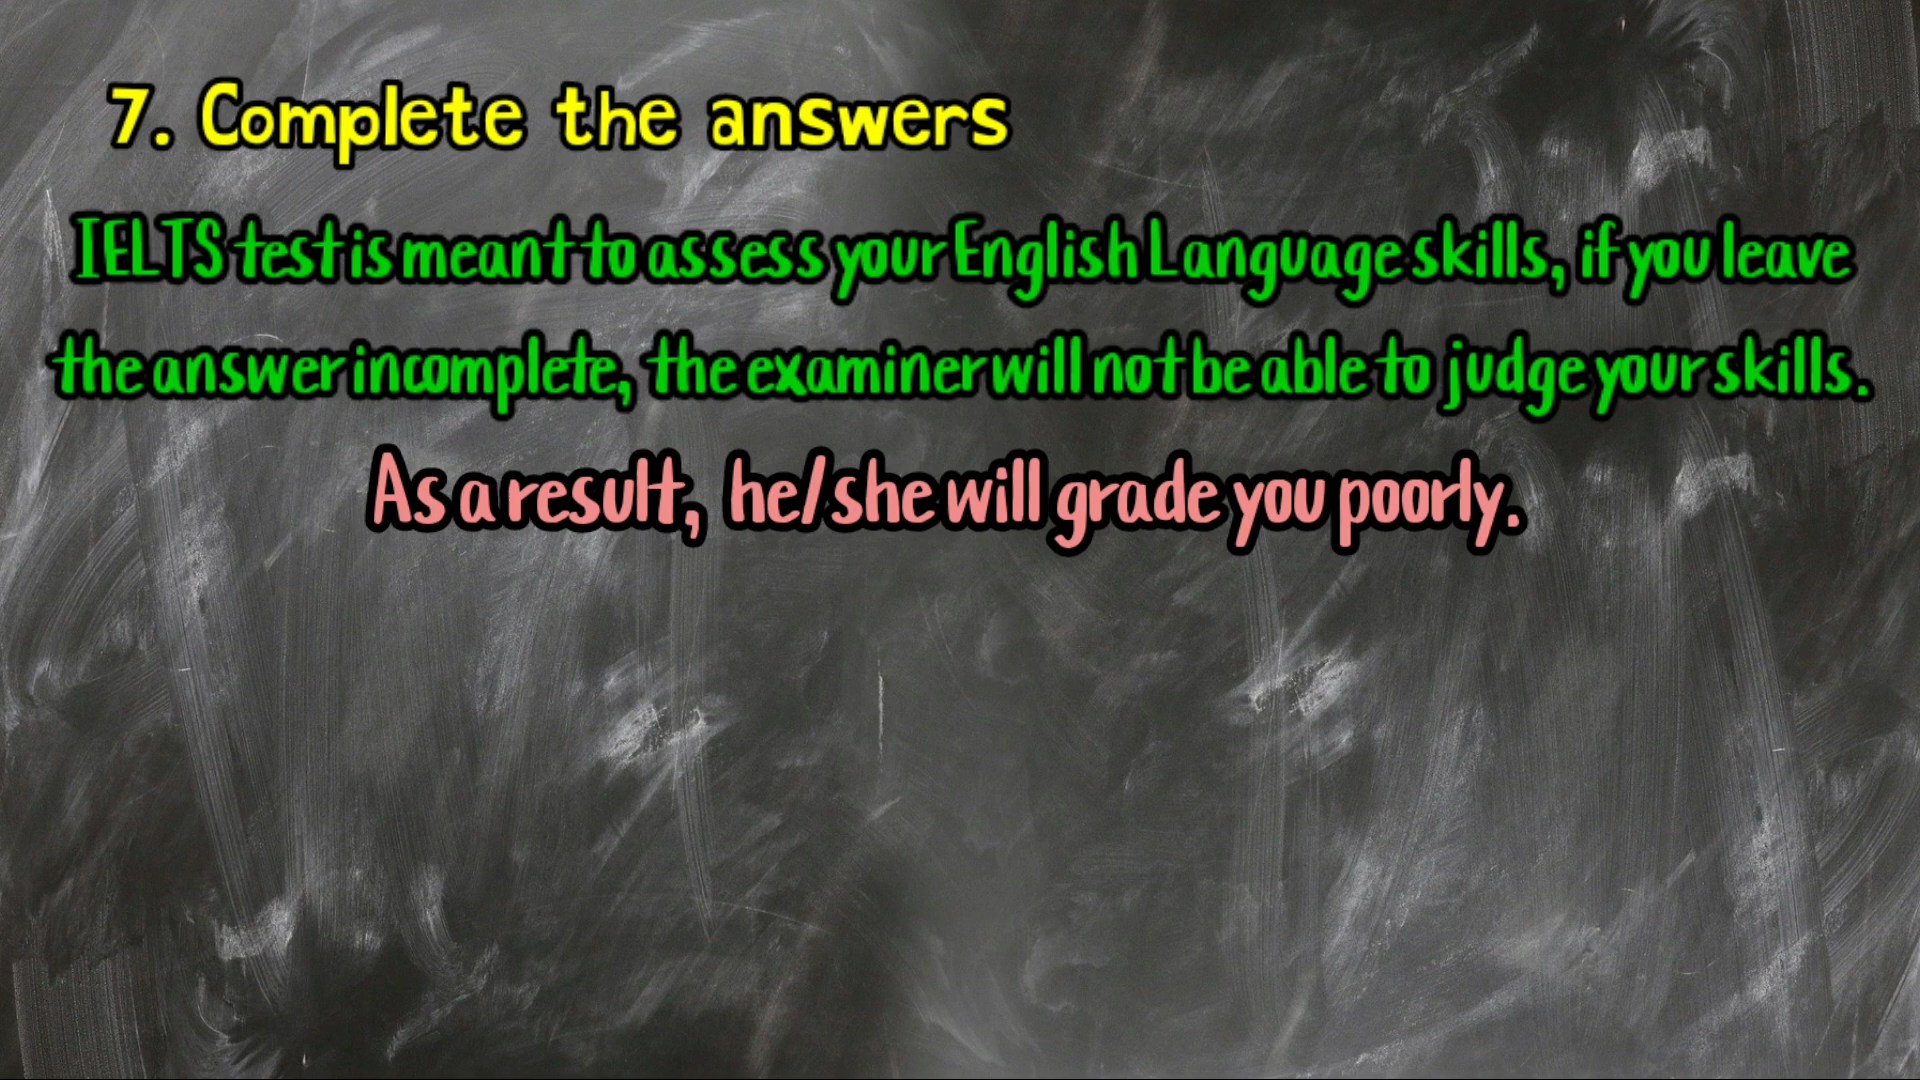 7. Complete the answers
IELTS test is meant to assess your English Language skills, if you leave
the answer incomplete, the examiner will not be able to judge your skills.
As a result, he/she will grade you poorly.